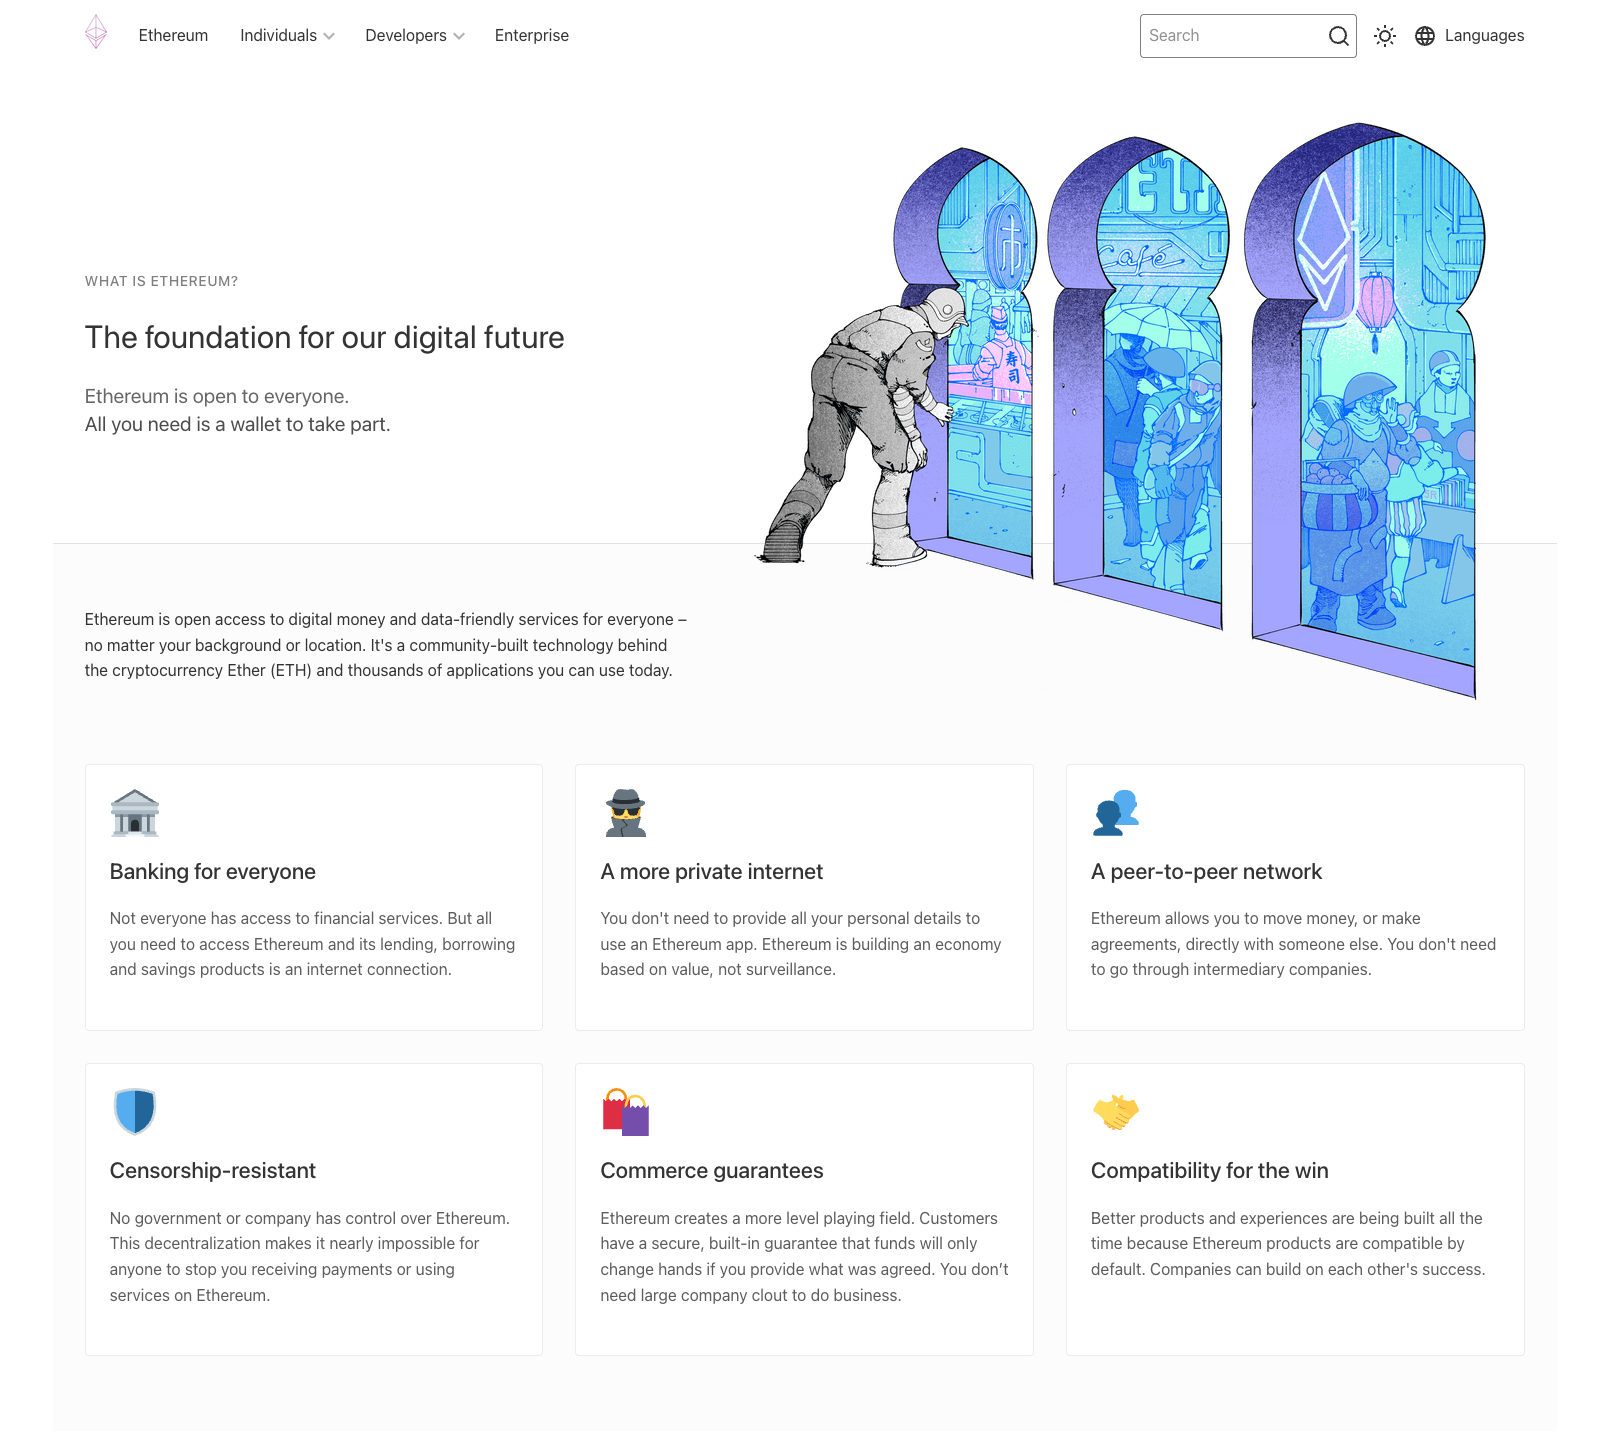 Ethereum
Individuals
Developers
Enterprise
Search
Languages
WHAT IS ETHEREUM?
The foundation for our digital future
Ethereum is open to everyone.
All you need is a wallet to take part.
市
ETH
Café
寿司
Ethereum is open access to digital money and data-friendly services for everyone –
no matter your background or location. It's a community-built technology behind
the cryptocurrency Ether (ETH) and thousands of applications you can use today.
Banking for everyone
Not everyone has access to financial services. But all
you need to access Ethereum and its lending, borrowing
and savings products is an internet connection.
A more private internet
You don't need to provide all your personal details to
use an Ethereum app. Ethereum is building an economy
based on value, not surveillance.
A peer-to-peer network
Ethereum allows you to move money, or make
agreements, directly with someone else. You don't need
to go through intermediary companies.
Censorship-resistant
No government or company has control over Ethereum.
This decentralization makes it nearly impossible for
anyone to stop you receiving payments or using
services on Ethereum.
Commerce guarantees
Ethereum creates a more level playing field. Customers
have a secure, built-in guarantee that funds will only
change hands if you provide what was agreed. You don’t
need large company clout to do business.
Compatibility for the win
Better products and experiences are being built all the
time because Ethereum products are compatible by
default. Companies can build on each other's success.